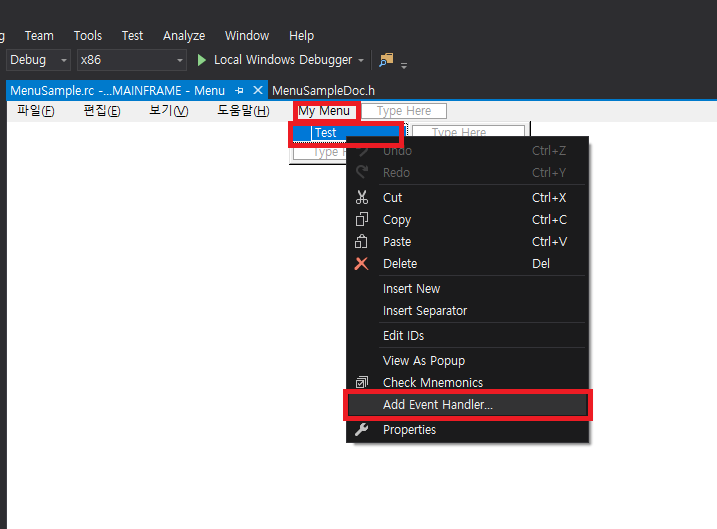 g Team Tools Test Analyze Window Help
Debug x86 Local Windows Debugger
MenuSample.rc -...MAINFRAME - Menu MenuSampleDoc.h
파일(F) 편집(E) 보기(V) 도움말(H) My Menu Type Here
Test Type Here
Type H
Undo Ctrl+Z
Redo Ctrl+Y
Cut Ctrl+X
Copy Ctrl+C
Paste Ctrl+V
Delete Del
Insert New
Insert Separator
Edit IDs
View As Popup
Check Mnemonics
Add Event Handler...
Properties